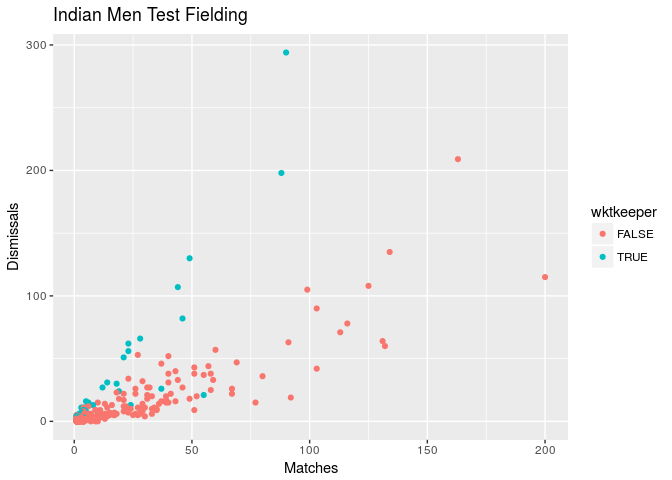 Indian Men Test Fielding
300
200
100
0
Dismissals
0
50
100
150
200
Matches
wktkeeper
FALSE
TRUE